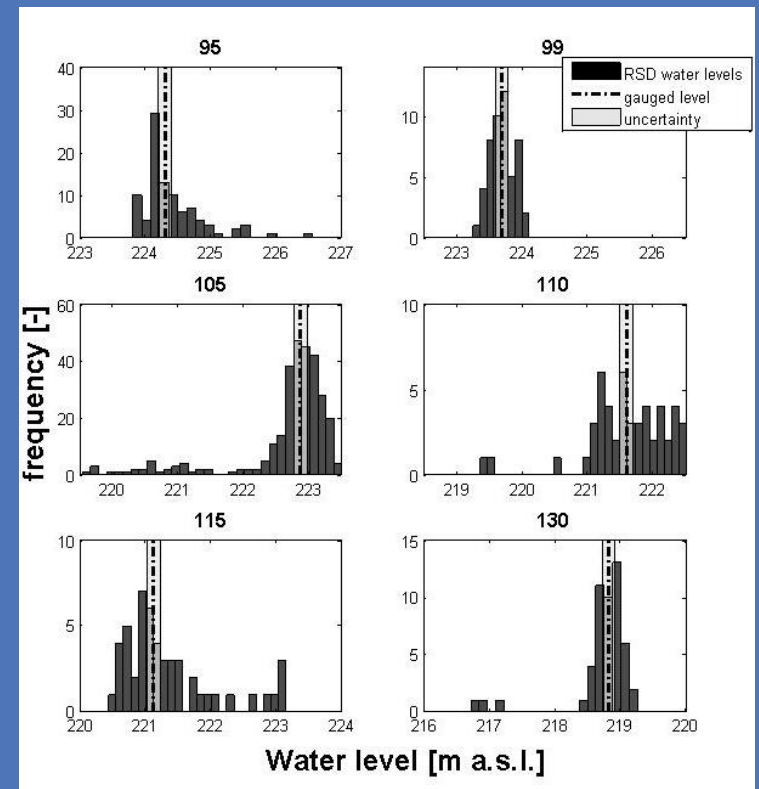 95
99
RSD water levels
gauged level
uncertainty
40
30
20
10
0
223 224 225 226 227
10
5
0
223 224 225 226
105
110
60
40
20
0
220 221 222 223
10
5
0
219 220 221 222
frequency [-]
115
130
10
5
0
220 221 222 223 224
15
10
5
0
216 217 218 219 220
Water level [m a.s.l.]